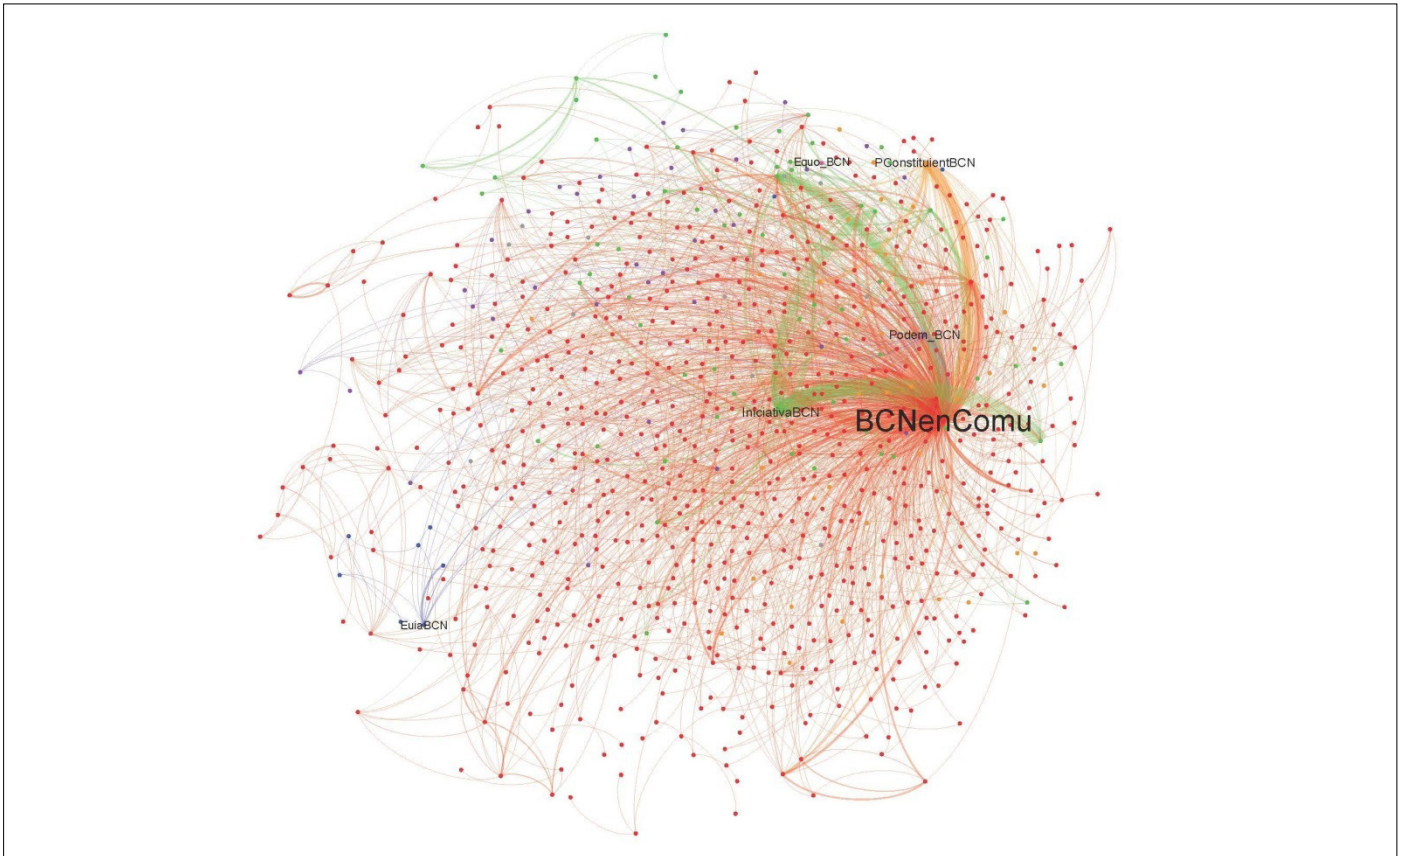 Equo_BCN
PConstituientBCN
Podem_BCN
IniciativaBCN
BCNenComu
EuiaBCN